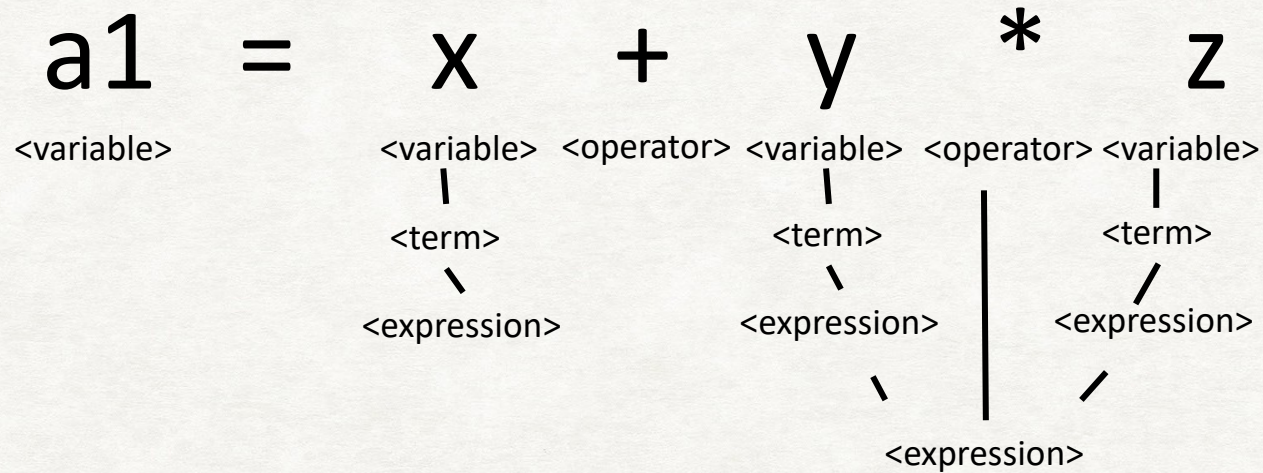 a1 = x + y * z
<variable> <variable> <operator> <variable> <operator> <variable>
<term> <term> <term>
<expression> <expression> <expression>
<expression>